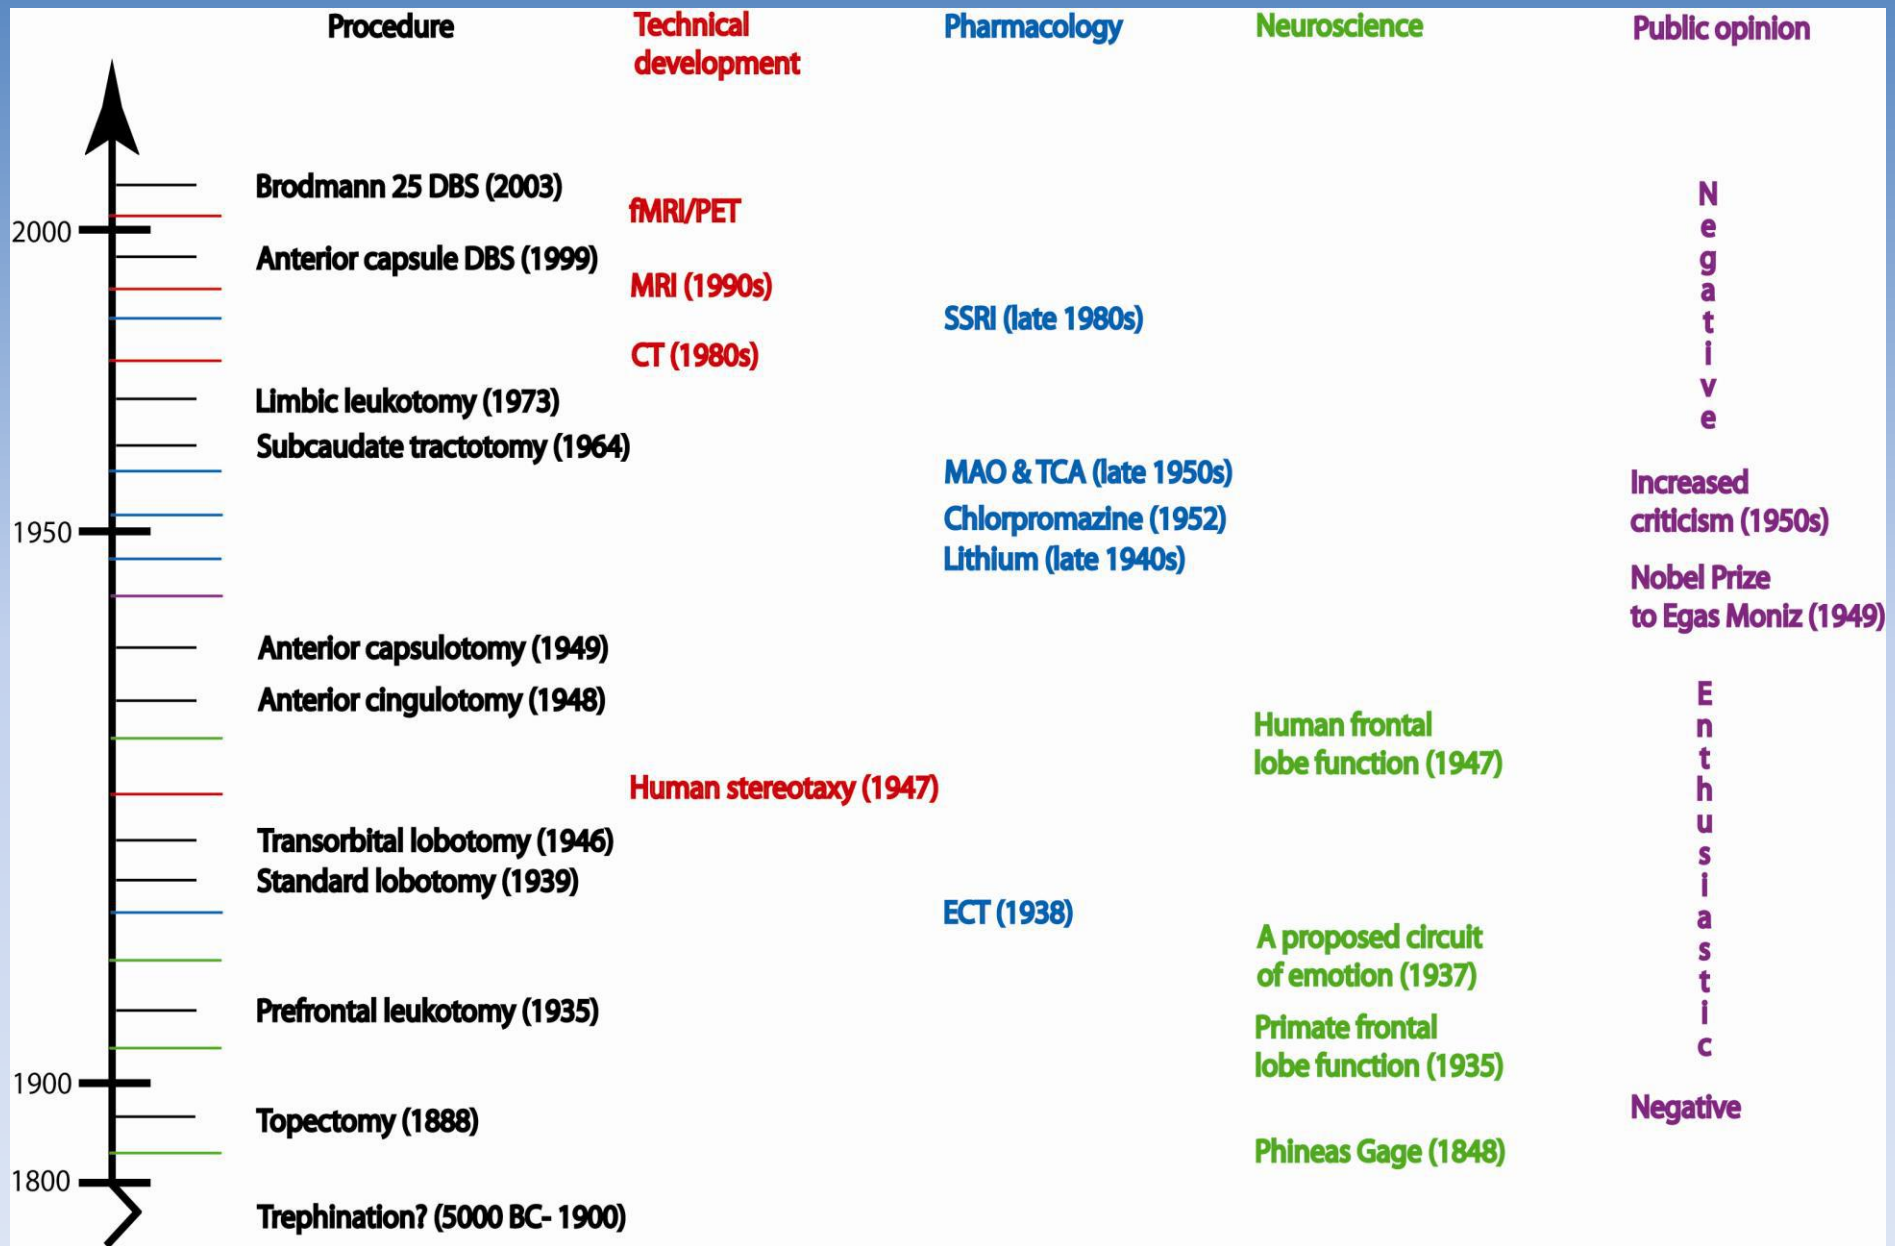 Procedure
Technical
development
Pharmacology
Neuroscience
Public opinion
Brodmann 25 DBS (2003)
fMRI/PET
2000
Anterior capsule DBS (1999)
MRI (1990s)
SSRI (late 1980s)
CT (1980s)
Negative
Limbic leukotomy (1973)
Subcaudate tractotomy (1964)
MAO & TCA (late 1950s)
Increased
criticism (1950s)
Chlorpromazine (1952)
1950
Lithium (late 1940s)
Nobel Prize
to Egas Moniz (1949)
Anterior capsulotomy (1949)
Anterior cingulotomy (1948)
Human frontal
lobe function (1947)
Human stereotaxy (1947)
Enthusiastic
Transorbital lobotomy (1946)
Standard lobotomy (1939)
ECT (1938)
A proposed circuit
of emotion (1937)
Prefrontal leukotomy (1935)
Primate frontal
lobe function (1935)
1900
Topectomy (1888)
Negative
Phineas Gage (1848)
1800
Trephination? (5000 BC- 1900)